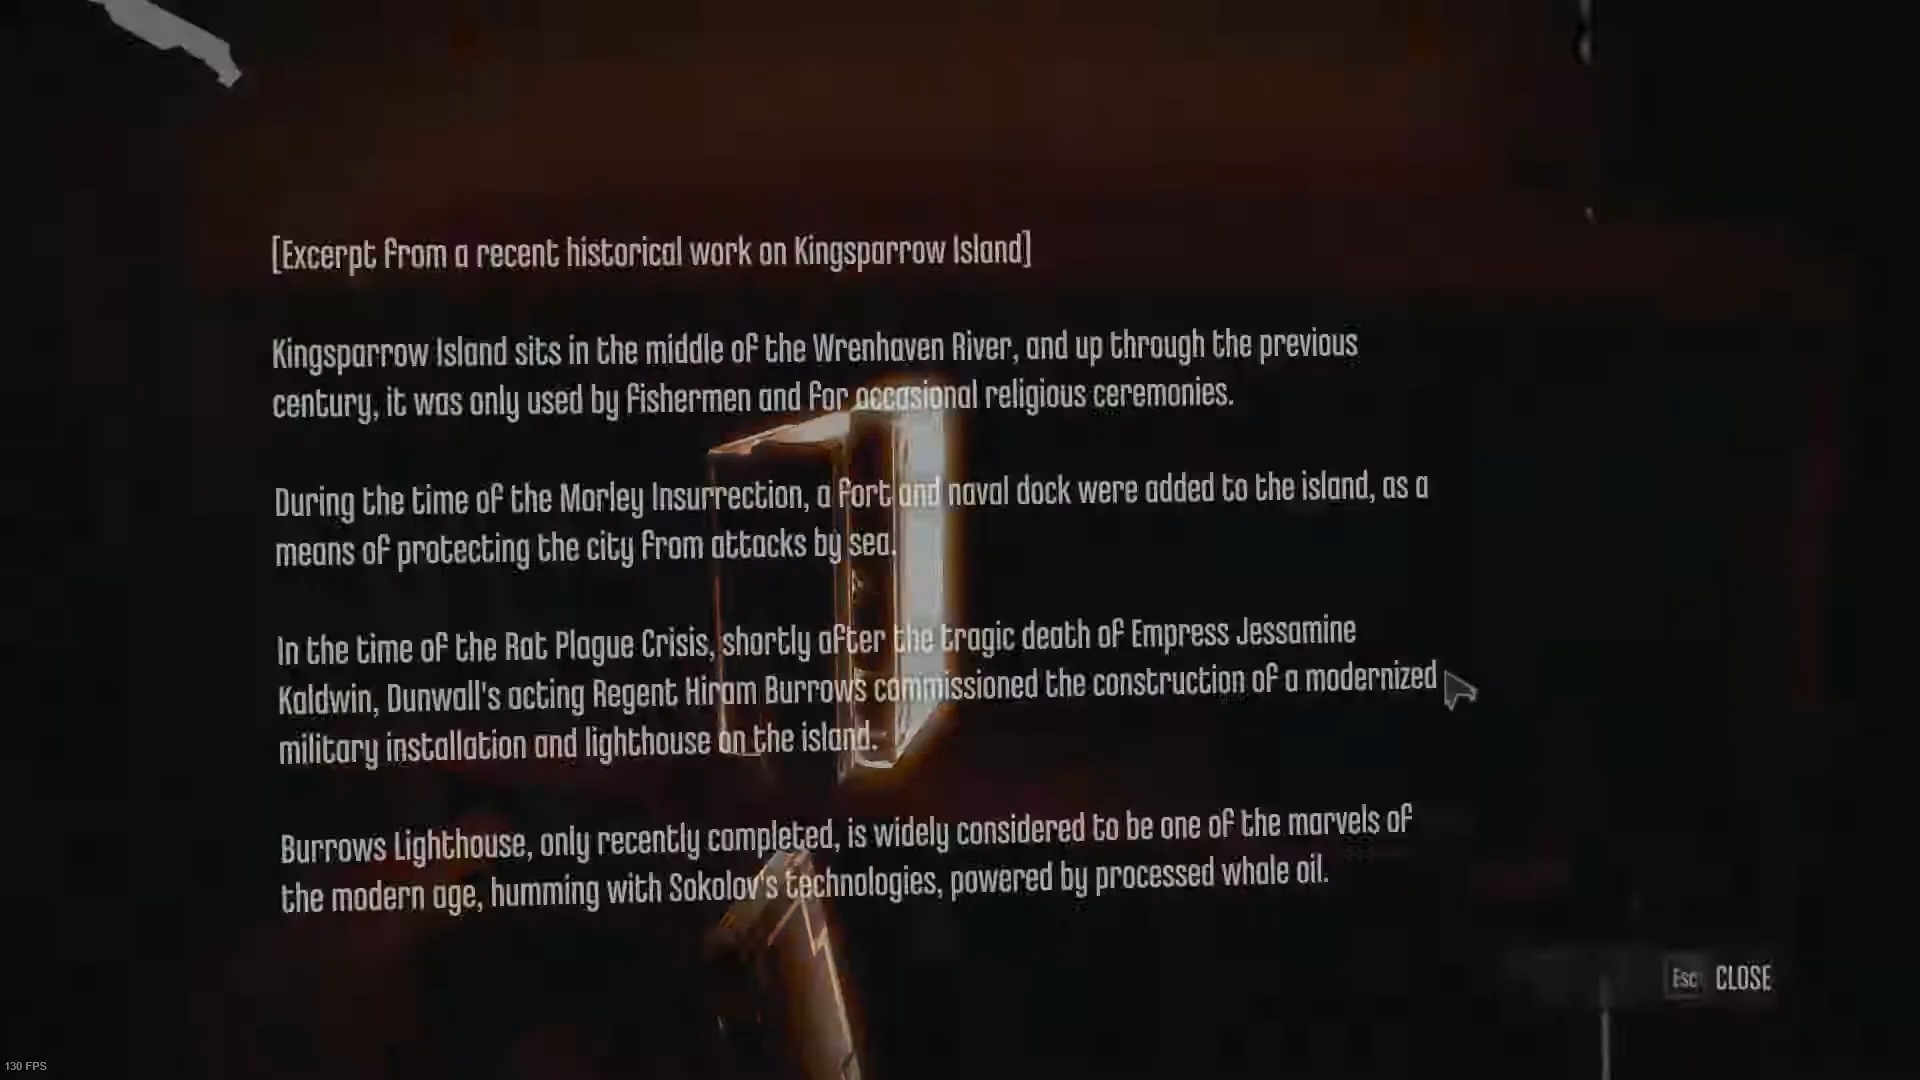 [Excerpt from a recent historical work on Kingsparrow Island]
Kingsparrow Island sits in the middle of the Wrenhaven River, and up through the previous
century, it was only used by fishermen and for occasional religious ceremonies.
During the time of the Morley Insurrection, a fort and naval dock were added to the island, as a
means of protecting the city from attacks by sea.
In the time of the Rat Plague Crisis, shortly after the tragic death of Empress Jessamine
Kaldwin, Dunwall's acting Regent Hiram Burrows commissioned the construction of a modernized
military installation and lighthouse on the island.
Burrows Lighthouse, only recently completed, is widely considered to be one of the marvels of
the modern age, humming with Sokolov's technologies, powered by processed whale oil.
Esc CLOSE
130 FPS